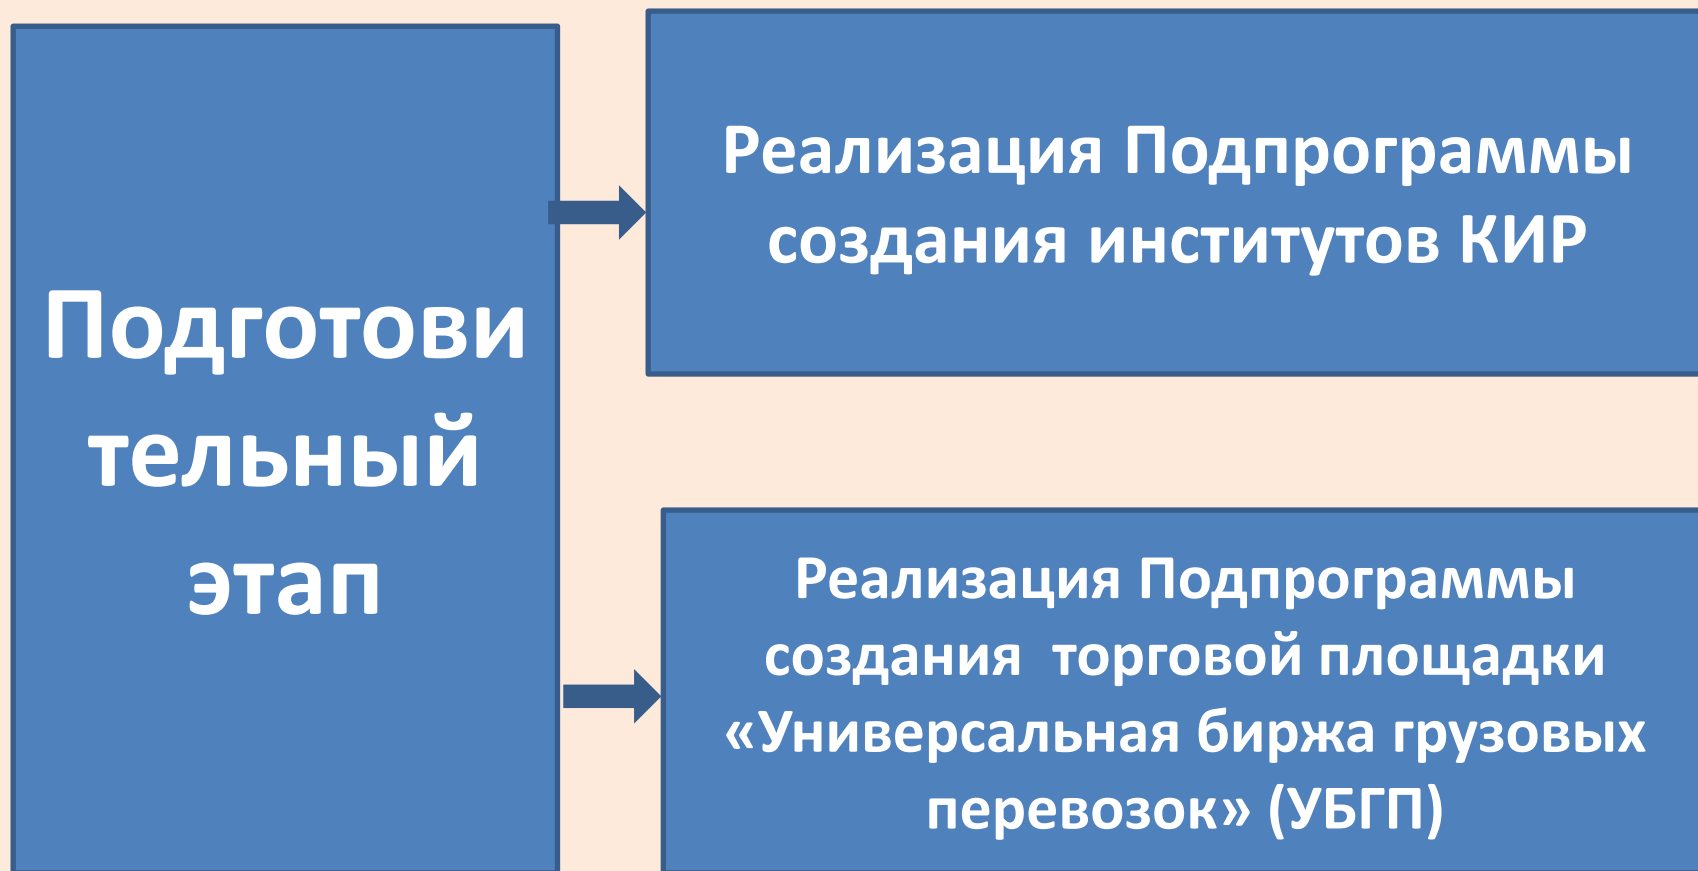 Подготови
тельный
этап
Реализация Подпрограммы
создания институтов КИР
Реализация Подпрограммы
создания  торговой площадки
«Универсальная биржа грузовых
перевозок» (УБГП)